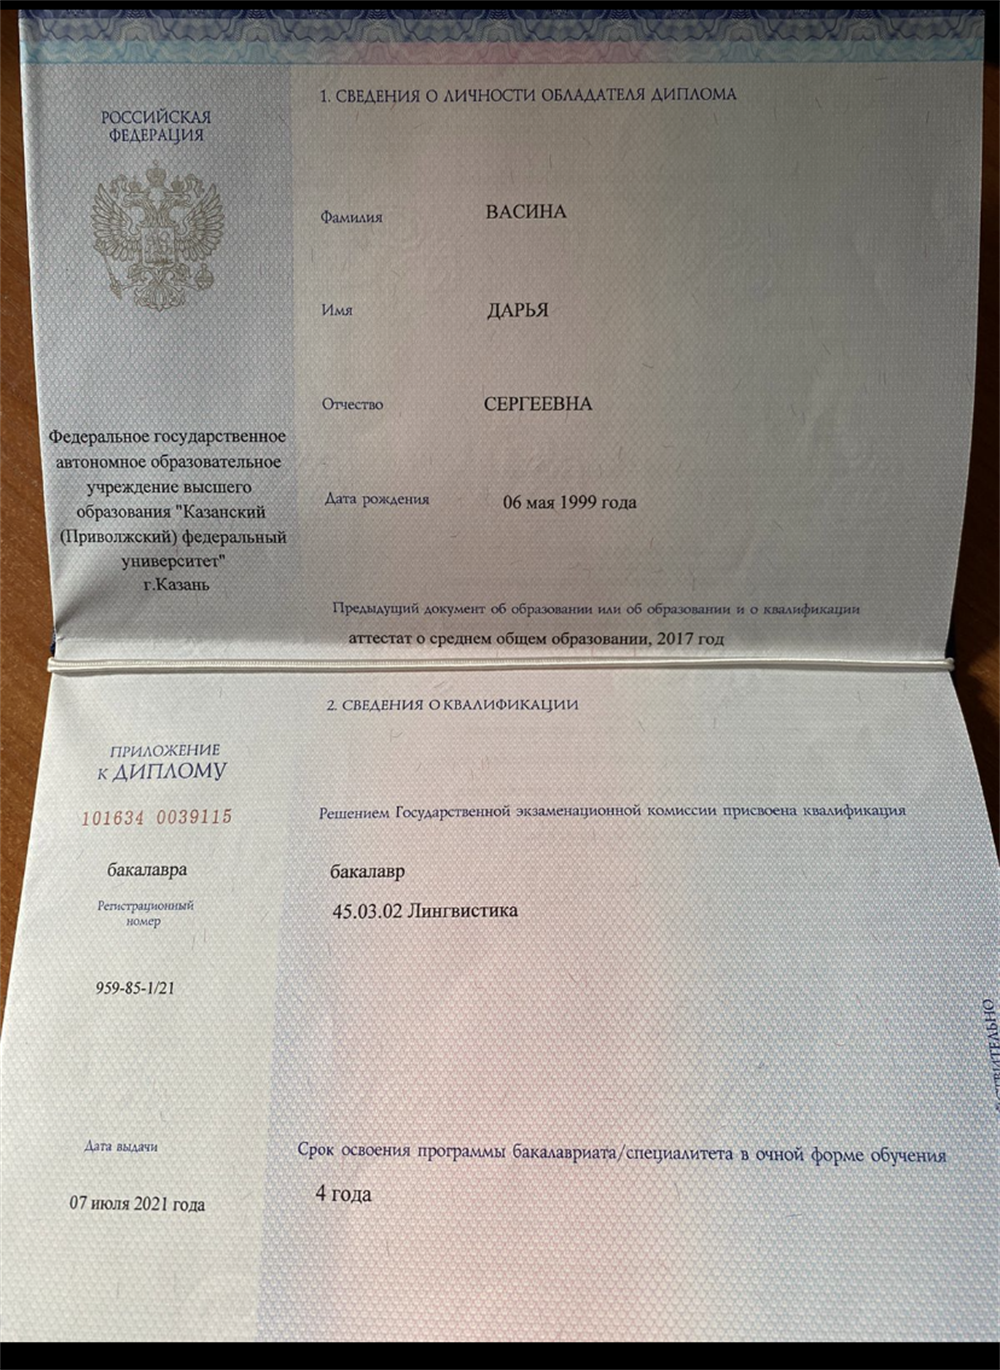 РОССИЙСКАЯ
ФЕДЕРАЦИЯ
Федеральное государственное
автономное образовательное
учреждение высшего
образования "Казанский
(Приволжский) федеральный
университет"
г.Казань
1. СВЕДЕНИЯ О ЛИЧНОСТИ ОБЛАДАТЕЛЯ ДИПЛОМА
Фамилия ВАСИНА
Имя ДАРЬЯ
Отчество СЕРГЕЕВНА
Дата рождения 06 мая 1999 года
Предыдущий документ об образовании или об образовании и о квалификации
аттестат о среднем общем образовании, 2017 год
ПРИЛОЖЕНИЕ
К ДИПЛОМУ
101634 0039115
бакалавра
Регистрационный
номер
959-85-1/21
Дата выдачи
07 июля 2021 года
2. СВЕДЕНИЯ О КВАЛИФИКАЦИИ
Решением Государственной экзаменационной комиссии присвоена квалификация
бакалавр
45.03.02 Лингвистика
Срок освоения программы бакалавриата/специалитета в очной форме обучения
4 года